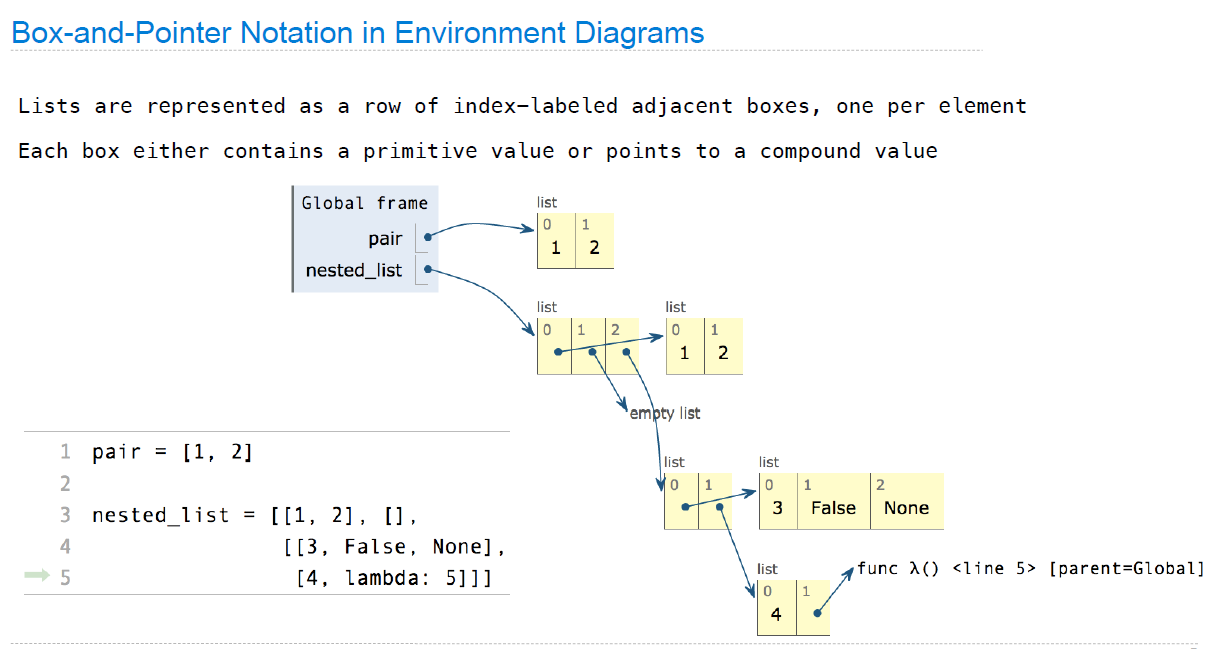 Box-and-Pointer Notation in Environment Diagrams
Lists are represented as a row of index-labeled adjacent boxes, one per element
Each box either contains a primitive value or points to a compound value
Global frame
pair
nested_list
list
0 1
1 2
list
0 1 2
list
0 1
1 2
empty list
list
0 1
list
0 1 2
3 False None
list
0 1
4
func λ() <line 5> [parent=Global]
1 pair = [1, 2]
2
3 nested_list = [[1, 2], [],
4 [[3, False, None],
5 [4, lambda: 5]]]